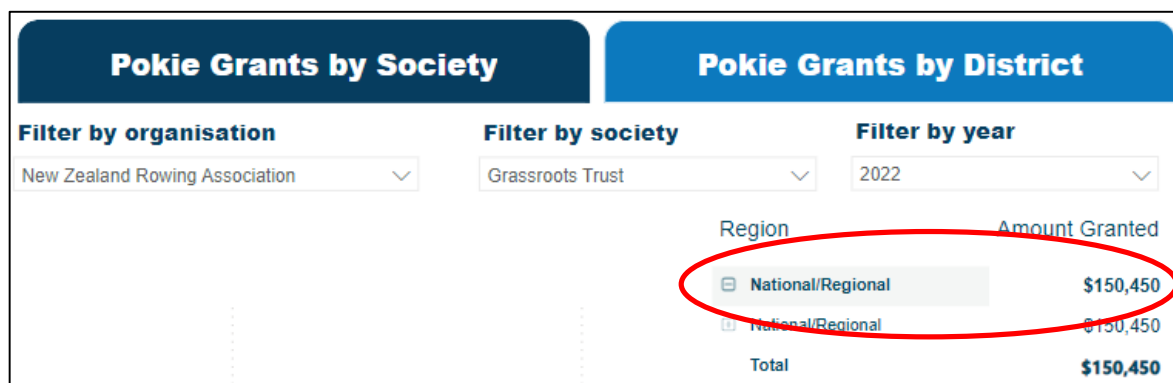 Pokie Grants by Society
Pokie Grants by District
Filter by organisation
Filter by society
Filter by year
New Zealand Rowing Association
Grassroots Trust
2022
Region Amount Granted
National/Regional $150,450
National/Regional $150,450
Total $150,450